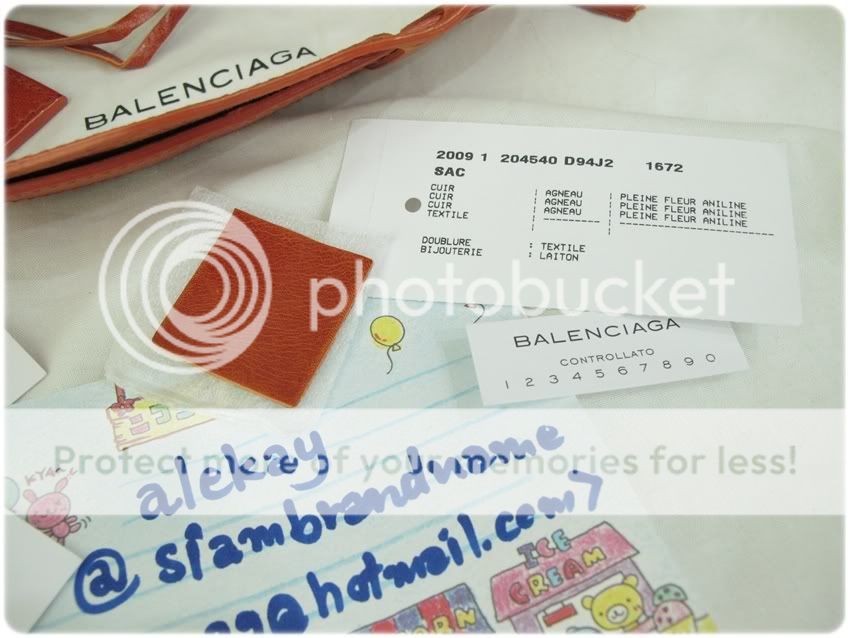 BALENCIAGA
2009 1 204540 D94J2 1672
SAC
CUIR | AGNEAU | PLEINE FLEUR ANILINE
CUIR | AGNEAU | PLEINE FLEUR ANILINE
CUIR | AGNEAU | PLEINE FLEUR ANILINE
TEXTILE
DOUBLURE : TEXTILE
BIJOUTERIE : LAITON
photobucket
BALENCIAGA
CONTROLLATO
1 2 3 4 5 6 7 8 9 0
Protect more of your memories for less!
alekay
@ siambrandname
@hotmail.com
ICE
CREAM